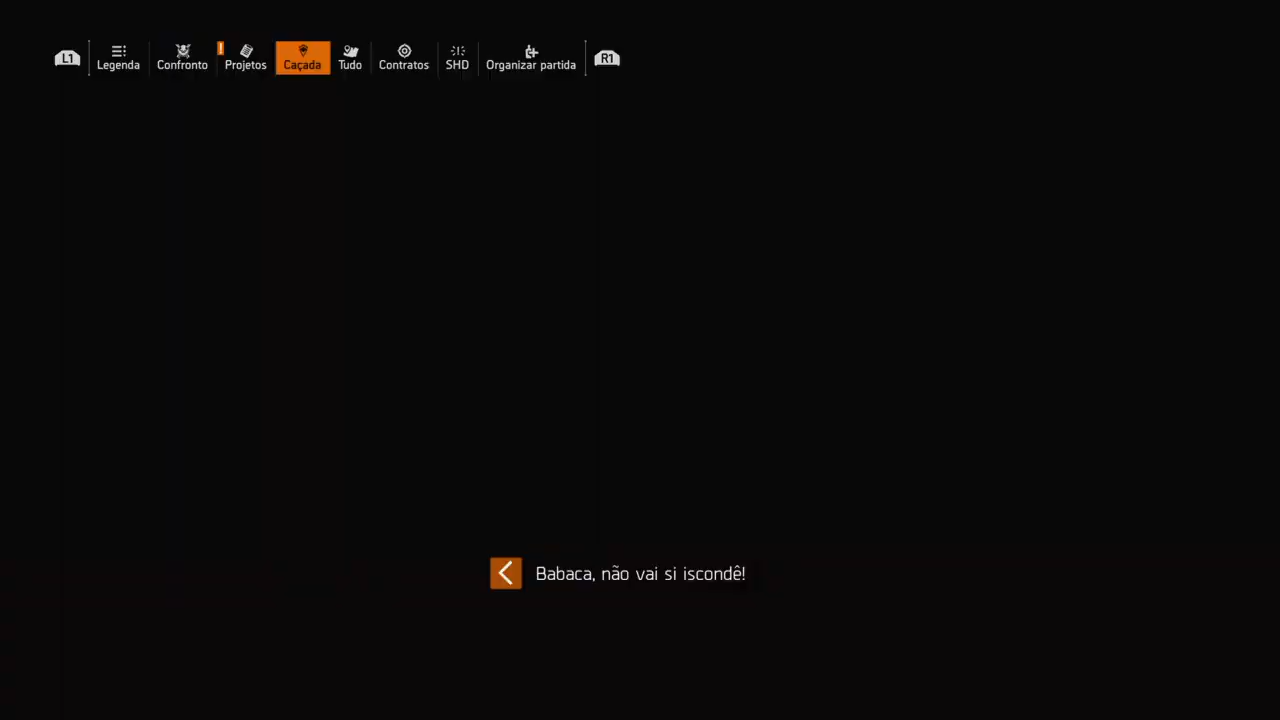 L1 Legenda Confronto ! Projetos Caçada Tudo Contratos SHD Organizar partida R1
Babaca, não vai si iscondê!